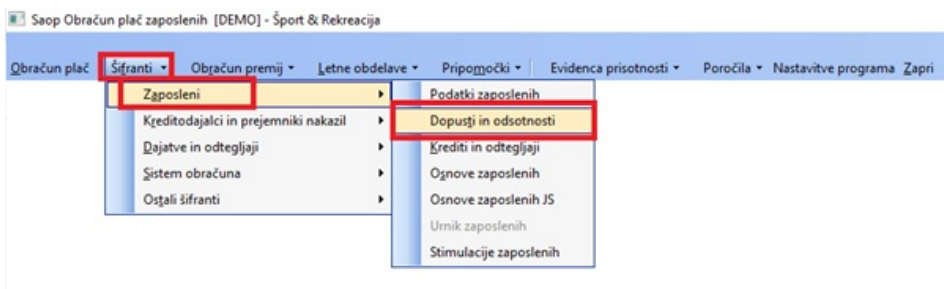 Saop Obračun plač zaposlenih [DEMO] - Šport & Rekreacija
Obračun plač Šifranti Obračun premij Letne obdelave Pripomočki Evidenca prisotnosti Poročila Nastavitve programa Zapri
Zaposleni
Kreditodajalci in prejemniki nakazil
Dajatve in odtegljaji
Sistem obračuna
Ostali šifranti
Podatki zaposlenih
Dopusti in odsotnosti
Krediti in odtegljaji
Osnove zaposlenih
Osnove zaposlenih JS
Urnik zaposlenih
Stimulacije zaposlenih